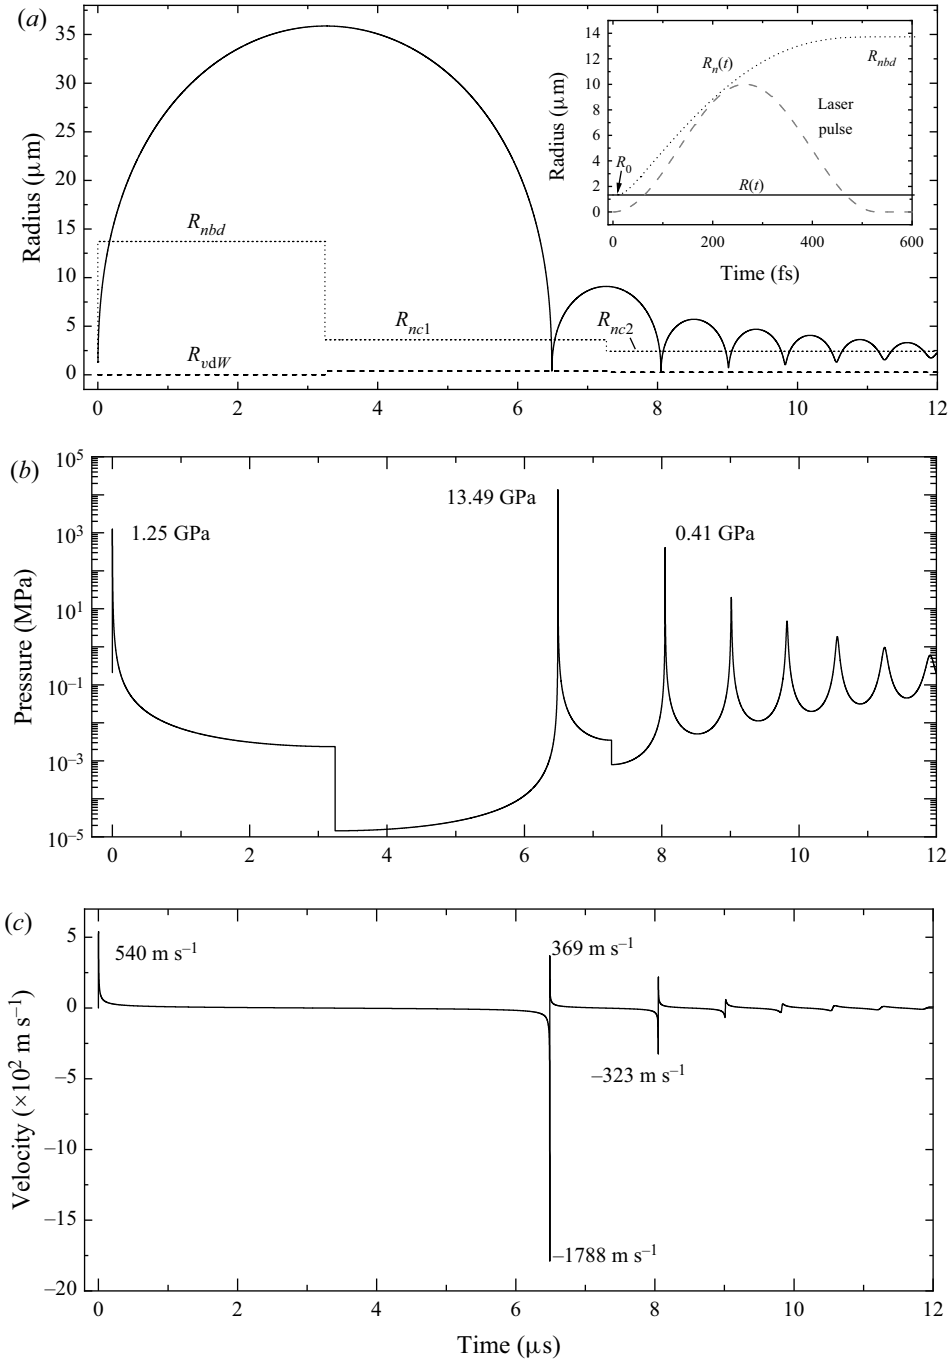 (a)
35
30
25
20
15
10
5
0
Radius (μm)
R_nbd
R_nc1
R_nc2
R_vdW
0 2 4 6 8 10 12
14
12
10
8
6
4
2
0
Radius (μm)
R_n(t)
R_nbd
Laser
pulse
R_0
R(t)
0 200 400 600
Time (fs)
(b)
10^5
10^3
10^1
10^–1
10^–3
10^–5
Pressure (MPa)
13.49 GPa
1.25 GPa
0.41 GPa
0 2 4 6 8 10 12
(c)
5
0
–5
–10
–15
–20
Velocity (×10^2 m s^–1)
540 m s^–1
369 m s^–1
–323 m s^–1
–1788 m s^–1
0 2 4 6 8 10 12
Time (μs)